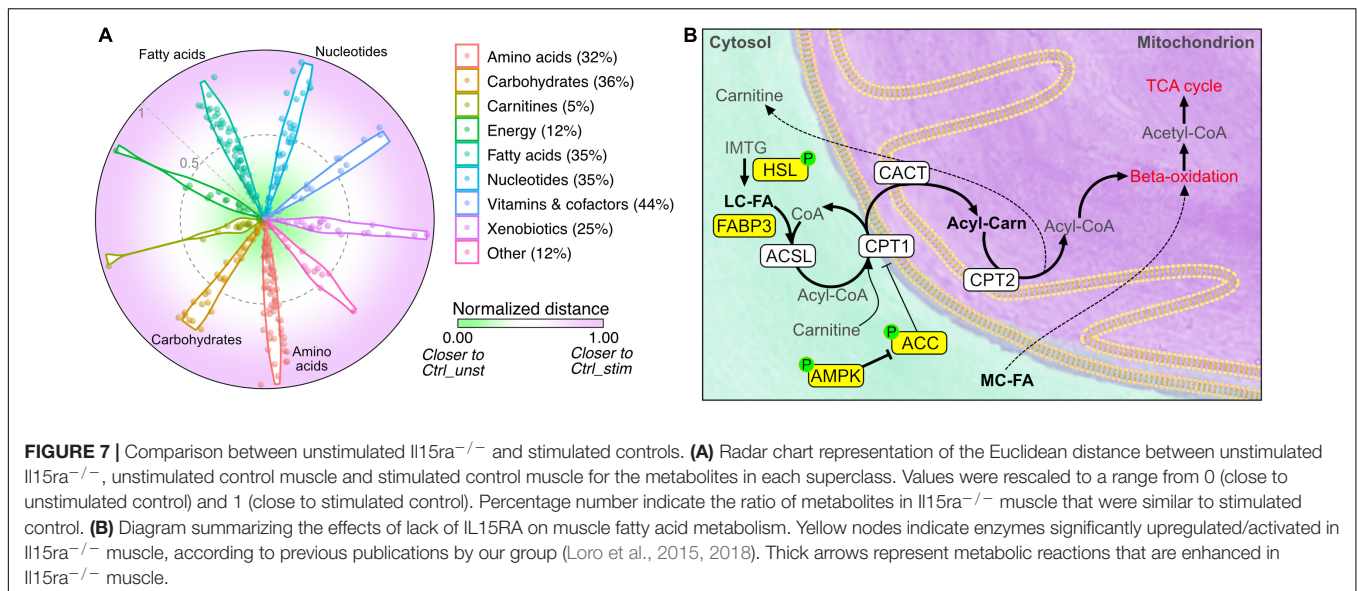 A
Fatty acids
Nucleotides
1
0.5
Carbohydrates
Amino
acids
Amino acids (32%)
Carbohydrates (36%)
Carnitines (5%)
Energy (12%)
Fatty acids (35%)
Nucleotides (35%)
Vitamins & cofactors (44%)
Xenobiotics (25%)
Other (12%)
Normalized distance
0.00 1.00
Closer to Closer to
Ctrl_unst Ctrl_stim
B
Cytosol Mitochondrion
Carnitine
TCA cycle
Acetyl-CoA
IMTG
HSL P
CACT
Beta-oxidation
LC-FA
FABP3
CoA
Acyl-Carn
Acyl-CoA
ACSL
CPT1
CPT2
Acyl-CoA
Carnitine
P
ACC
P
AMPK
MC-FA
FIGURE 7 | Comparison between unstimulated Il15ra−/− and stimulated controls. (A) Radar chart representation of the Euclidean distance between unstimulated
Il15ra−/−, unstimulated control muscle and stimulated control muscle for the metabolites in each superclass. Values were rescaled to a range from 0 (close to
unstimulated control) and 1 (close to stimulated control). Percentage number indicate the ratio of metabolites in Il15ra−/− muscle that were similar to stimulated
control. (B) Diagram summarizing the effects of lack of IL15RA on muscle fatty acid metabolism. Yellow nodes indicate enzymes significantly upregulated/activated in
Il15ra−/− muscle, according to previous publications by our group (Loro et al., 2015, 2018). Thick arrows represent metabolic reactions that are enhanced in
Il15ra−/− muscle.